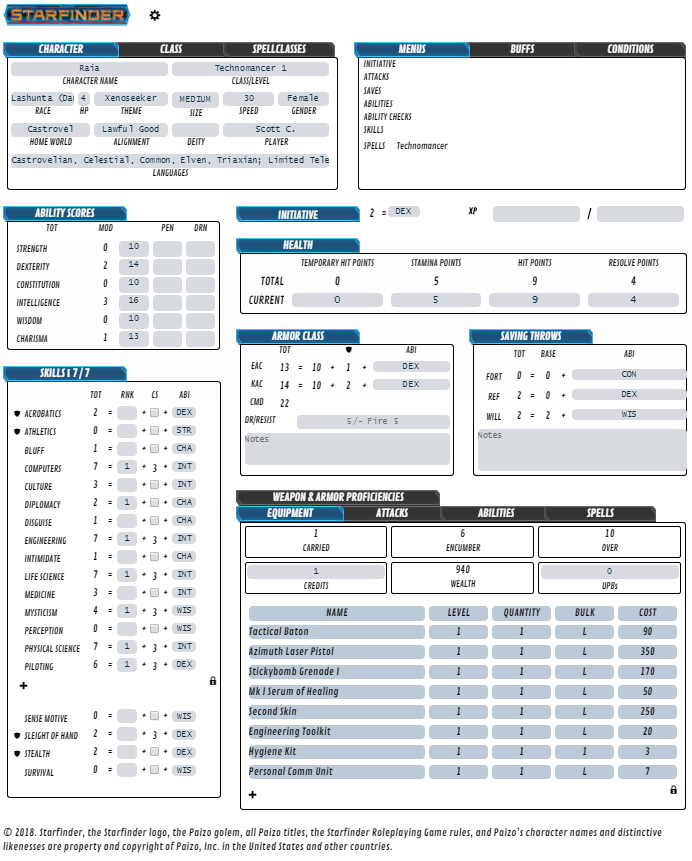 STARFINDER
CHARACTER CLASS SPELLCLASSES
Raia Technomancer 1
CHARACTER NAME CLASS/LEVEL
Lashunta (Da 4 Xenoseeker MEDIUM 30 Female
RACE HP THEME SIZE SPEED GENDER
Castrovel Lawful Good Scott C.
HOME WORLD ALIGNMENT DEITY PLAYER
Castrovelian, Celestial, Common, Elven, Triaxian; Limited Tele
LANGUAGES
MENUS BUFFS CONDITIONS
INITIATIVE
ATTACKS
SAVES
ABILITIES
ABILITY CHECKS
SKILLS
SPELLS Technomancer
ABILITY SCORES
TOT MOD PEN DRN
STRENGTH 0 10
DEXTERITY 2 14
CONSTITUTION 0 10
INTELLIGENCE 3 16
WISDOM 0 10
CHARISMA 1 13
INITIATIVE 2 = DEX XP /
HEALTH
TEMPORARY HIT POINTS STAMINA POINTS HIT POINTS RESOLVE POINTS
TOTAL 0 5 9 4
CURRENT 0 5 9 4
SKILLS | 7 / 7
TOT RNK CS ABI
ACROBATICS 2 = + + DEX
ATHLETICS 0 = + + STR
BLUFF 1 = + + CHA
COMPUTERS 7 = 1 + 3 + INT
CULTURE 3 = + + INT
DIPLOMACY 2 = 1 + + CHA
DISGUISE 1 = + + CHA
ENGINEERING 7 = 1 + 3 + INT
INTIMIDATE 1 = + + CHA
LIFE SCIENCE 7 = 1 + 3 + INT
MEDICINE 3 = + + INT
MYSTICISM 4 = 1 + 3 + WIS
PERCEPTION 0 = + + WIS
PHYSICAL SCIENCE 7 = 1 + 3 + INT
PILOTING 6 = 1 + 3 + DEX
+
SENSE MOTIVE 0 = + + WIS
SLEIGHT OF HAND 2 = + 3 + DEX
STEALTH 2 = + + DEX
SURVIVAL 0 = + + WIS
ARMOR CLASS
TOT ABI
EAC 13 = 10 + 1 + DEX
KAC 14 = 10 + 2 + DEX
CMD 22
DR/RESIST 5/- Fire 5
Notes
SAVING THROWS
TOT BASE ABI
FORT 0 = 0 + CON
REF 2 = 0 + DEX
WILL 2 = 2 + WIS
Notes
WEAPON & ARMOR PROFICIENCIES
EQUIPMENT ATTACKS ABILITIES SPELLS
1 6 10
CARRIED ENCUMBER OVER
1 940 0
CREDITS WEALTH UPBs
NAME LEVEL QUANTITY BULK COST
Tactical Baton 1 1 L 90
Azimuth Laser Pistol 1 1 L 350
Stickybomb Grenade I 1 1 L 170
Mk I Serum of Healing 1 1 L 50
Second Skin 1 1 L 250
Engineering Toolkit 1 1 L 20
Hygiene Kit 1 1 1 3
Personal Comm Unit 1 1 L 7
+
© 2018. Starfinder, the Starfinder logo, the Paizo golem, all Paizo titles, the Starfinder Roleplaying Game rules, and Paizo's character names and distinctive
likenesses are property and copyright of Paizo, Inc. in the United States and other countries.